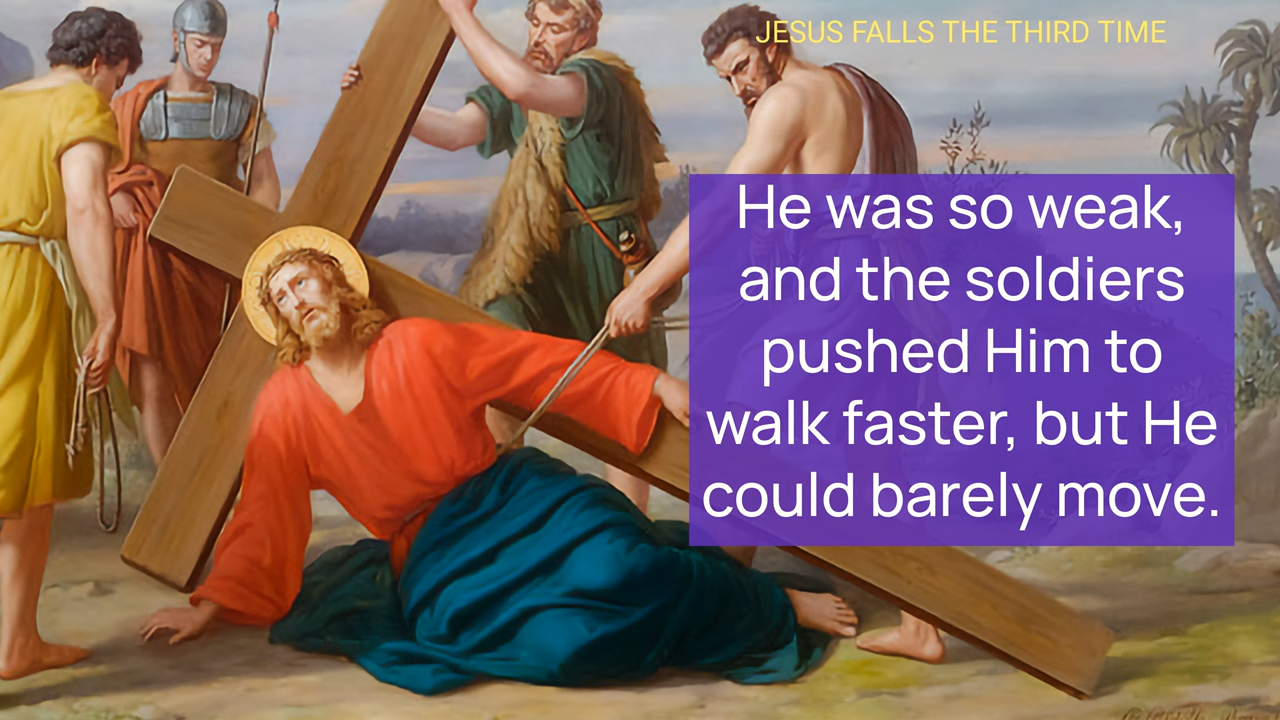 JESUS FALLS THE THIRD TIME
He was so weak,
and the soldiers
pushed Him to
walk faster, but He
could barely move.